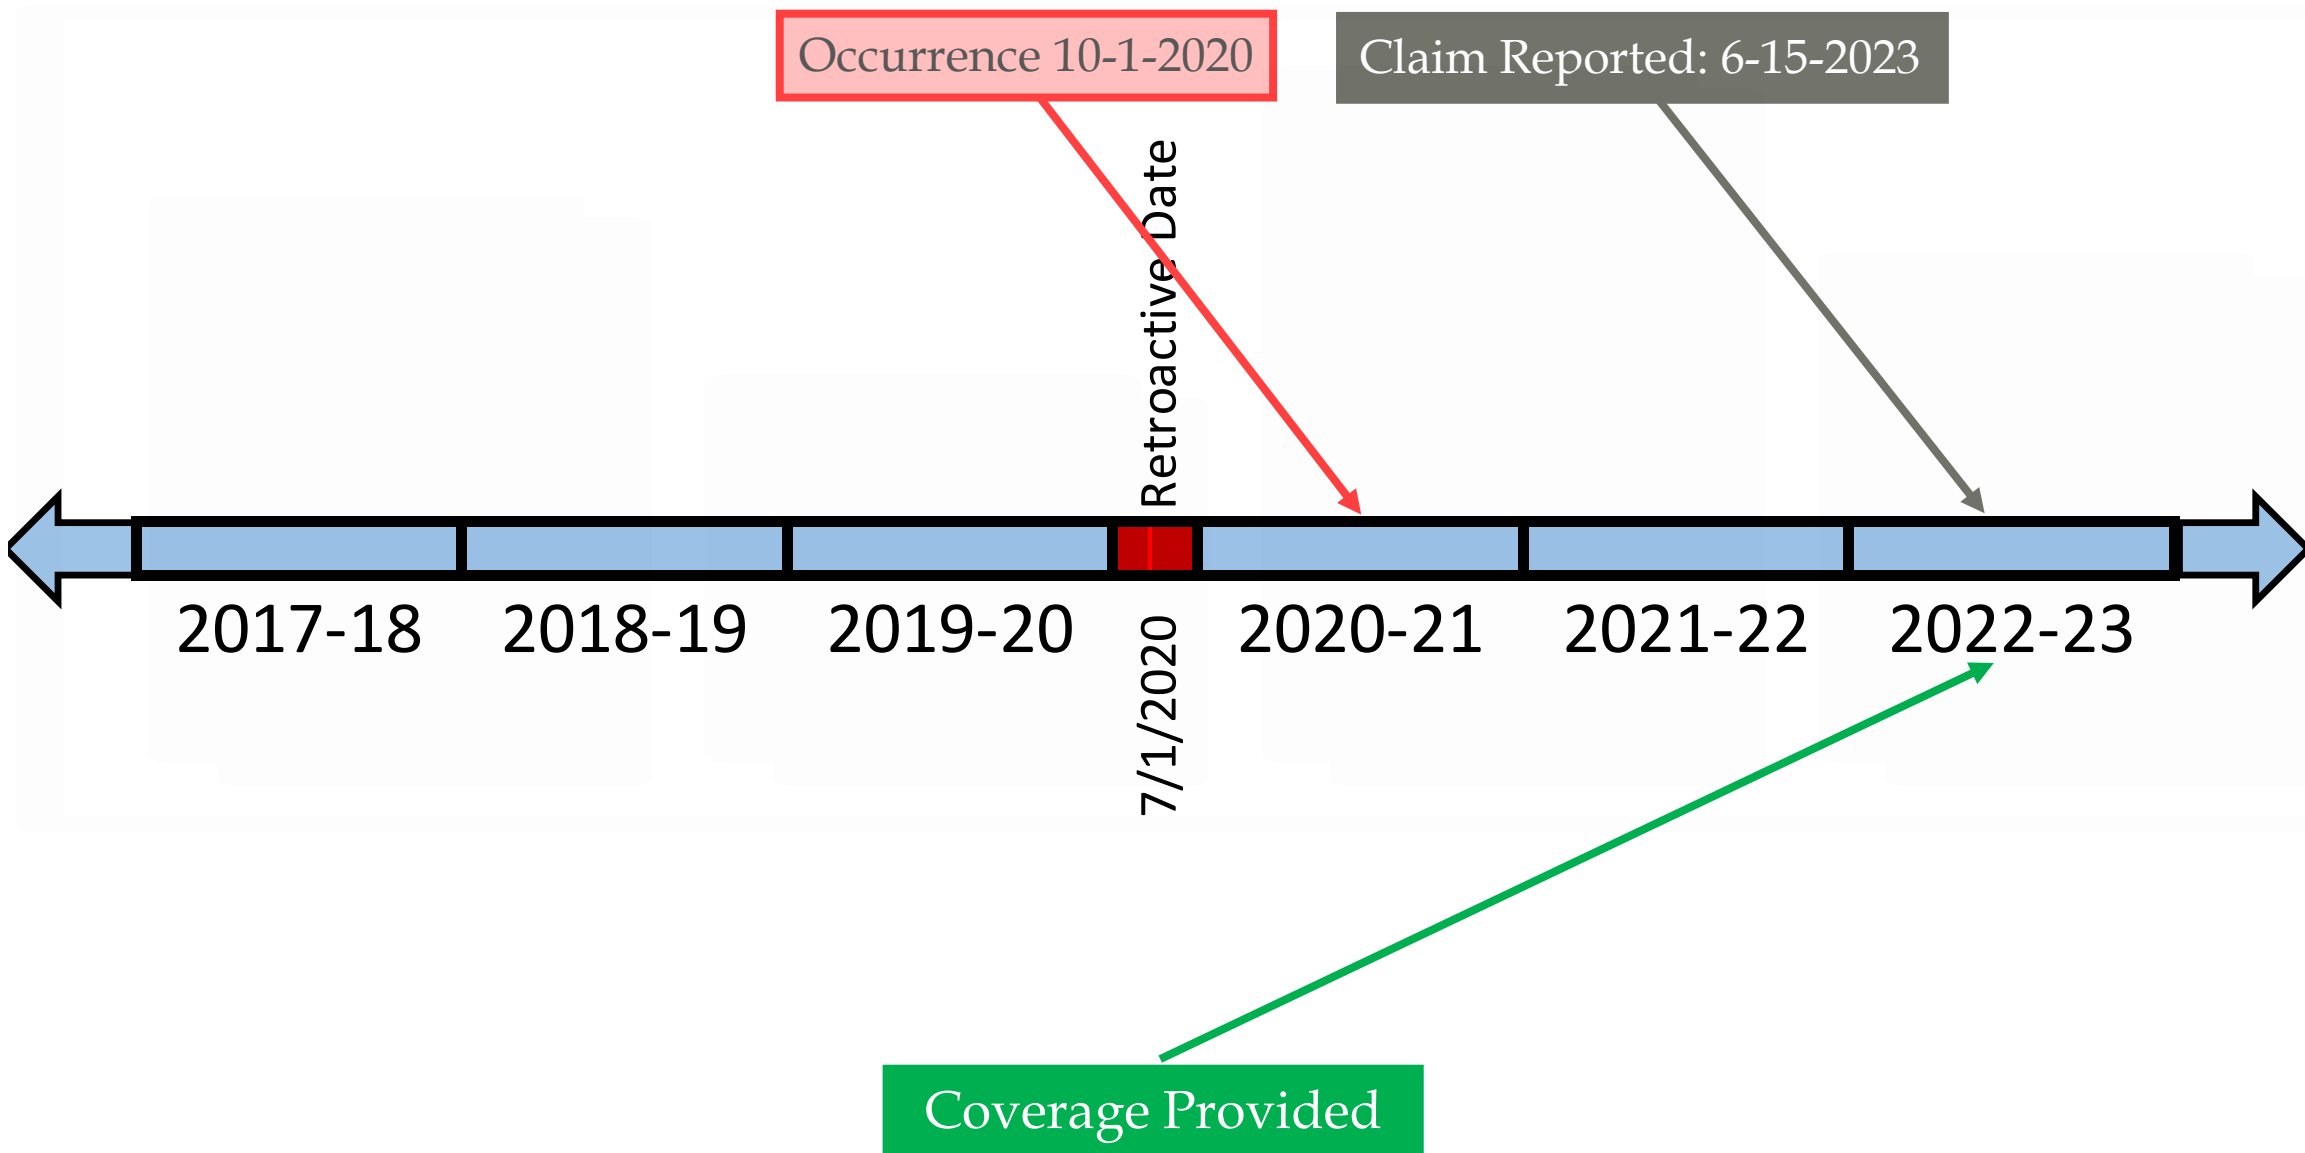 Occurrence 10-1-2020
Claim Reported: 6-15-2023
Retroactive Date
2017-18
2018-19
2019-20
7/1/2020
2020-21
2021-22
2022-23
Coverage Provided